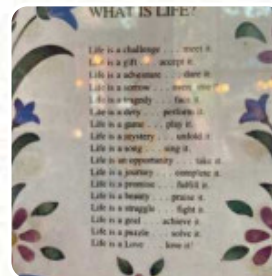 WHAT IS LIFE?
Life is a challenge . . . meet it.
Life is a gift . . . accept it.
Life is a adventure . . . dare it.
Life is a sorrow . . . overcome it.
Life is a tragedy . . . face it.
Life is a duty . . . perform it.
Life is a game . . . play it.
Life is a mystery . . . unfold it.
Life is a song . . . sing it.
Life is an opportunity . . . take it.
Life is a journey . . . complete it.
Life is a promise . . . fulfill it.
Life is a beauty . . . praise it.
Life is a struggle . . . fight it.
Life is a goal . . . achieve it.
Life is a puzzle . . . solve it.
Life is a Love . . . love it!